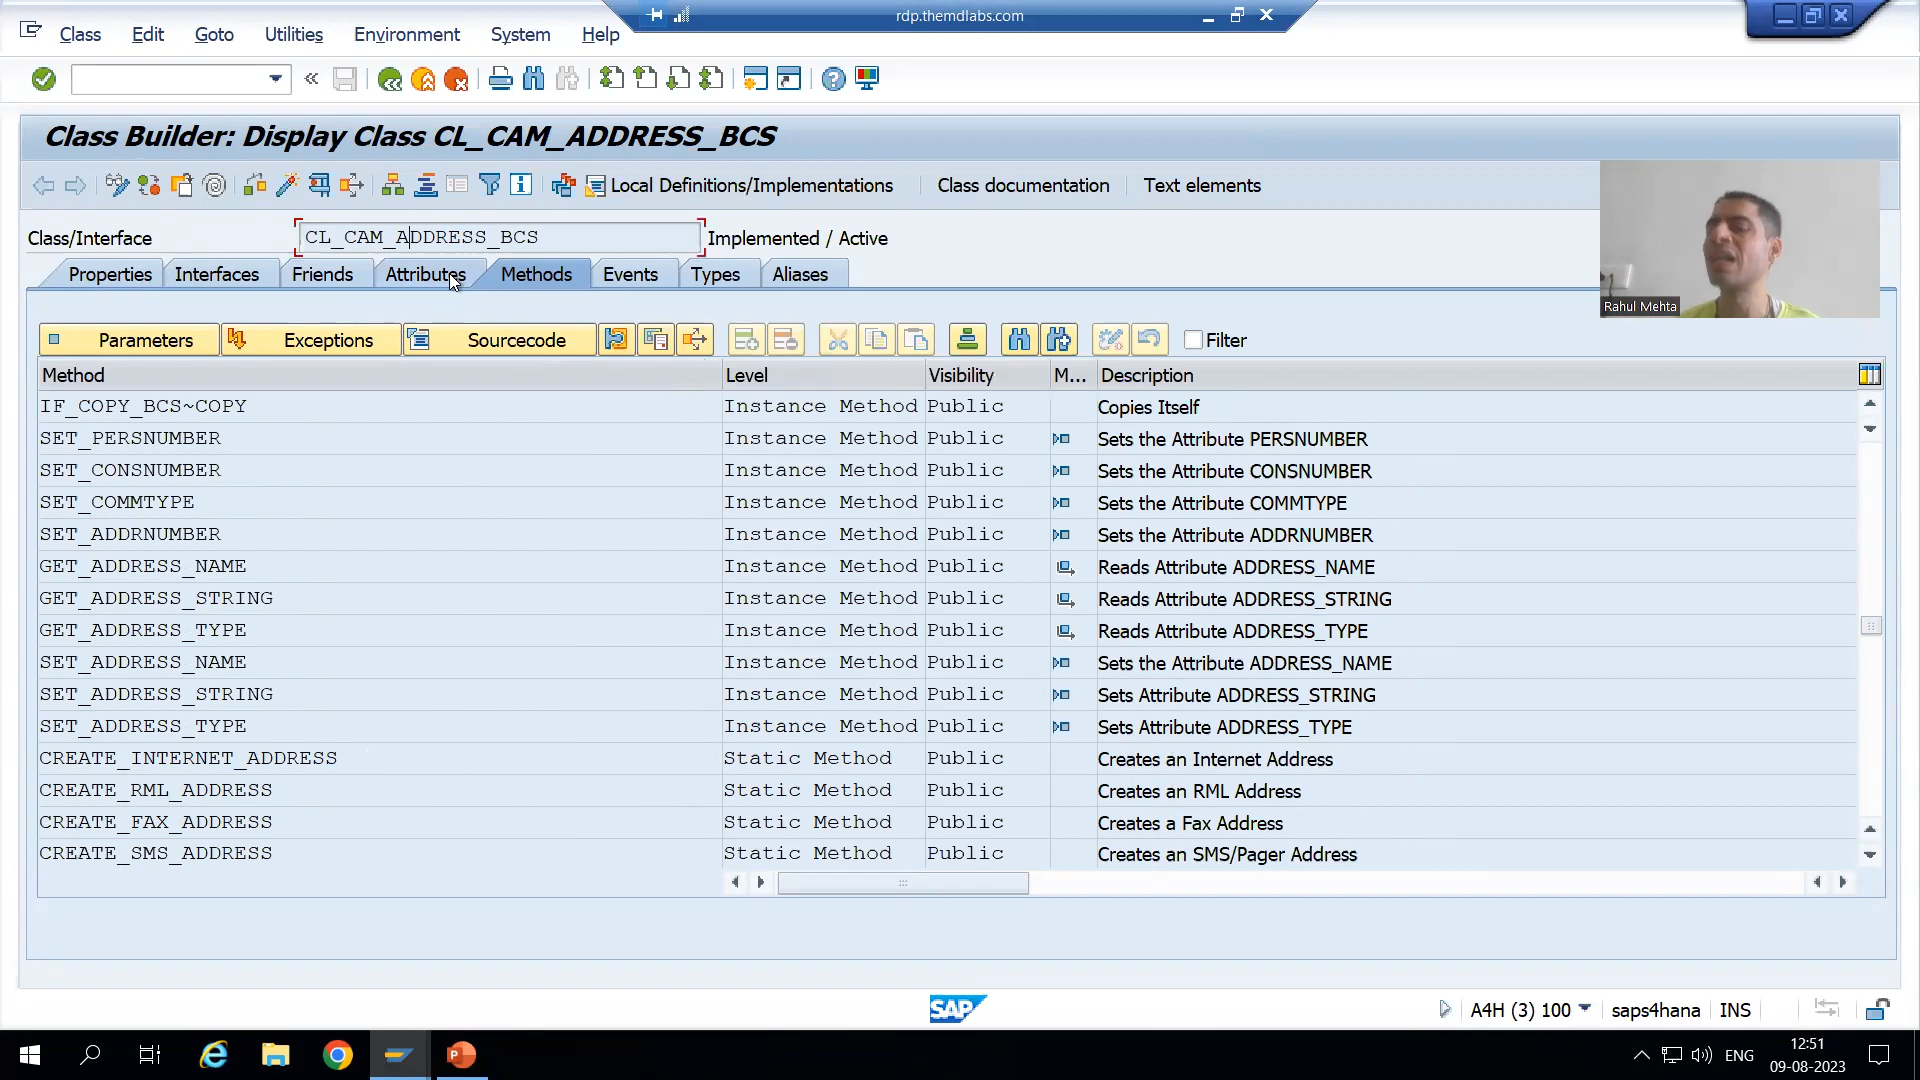 rdp.themdlabs.com
Class Edit Goto Utilities Environment System Help
Class Builder: Display Class CL_CAM_ADDRESS_BCS
Local Definitions/Implementations Class documentation Text elements
Class/Interface CL_CAM_ADDRESS_BCS Implemented / Active
Properties Interfaces Friends Attributes Methods Events Types Aliases
Rahul Mehta
Parameters Exceptions Sourcecode Filter
Method Level Visibility M... Description
IF_COPY_BCS~COPY Instance Method Public Copies Itself
SET_PERSNUMBER Instance Method Public Sets the Attribute PERSNUMBER
SET_CONSNUMBER Instance Method Public Sets the Attribute CONSNUMBER
SET_COMMTYPE Instance Method Public Sets the Attribute COMMTYPE
SET_ADDRNUMBER Instance Method Public Sets the Attribute ADDRNUMBER
GET_ADDRESS_NAME Instance Method Public Reads Attribute ADDRESS_NAME
GET_ADDRESS_STRING Instance Method Public Reads Attribute ADDRESS_STRING
GET_ADDRESS_TYPE Instance Method Public Reads Attribute ADDRESS_TYPE
SET_ADDRESS_NAME Instance Method Public Sets the Attribute ADDRESS_NAME
SET_ADDRESS_STRING Instance Method Public Sets Attribute ADDRESS_STRING
SET_ADDRESS_TYPE Instance Method Public Sets Attribute ADDRESS_TYPE
CREATE_INTERNET_ADDRESS Static Method Public Creates an Internet Address
CREATE_RML_ADDRESS Static Method Public Creates an RML Address
CREATE_FAX_ADDRESS Static Method Public Creates a Fax Address
CREATE_SMS_ADDRESS Static Method Public Creates an SMS/Pager Address
SAP A4H (3) 100 saps4hana INS
ENG 12:51
09-08-2023